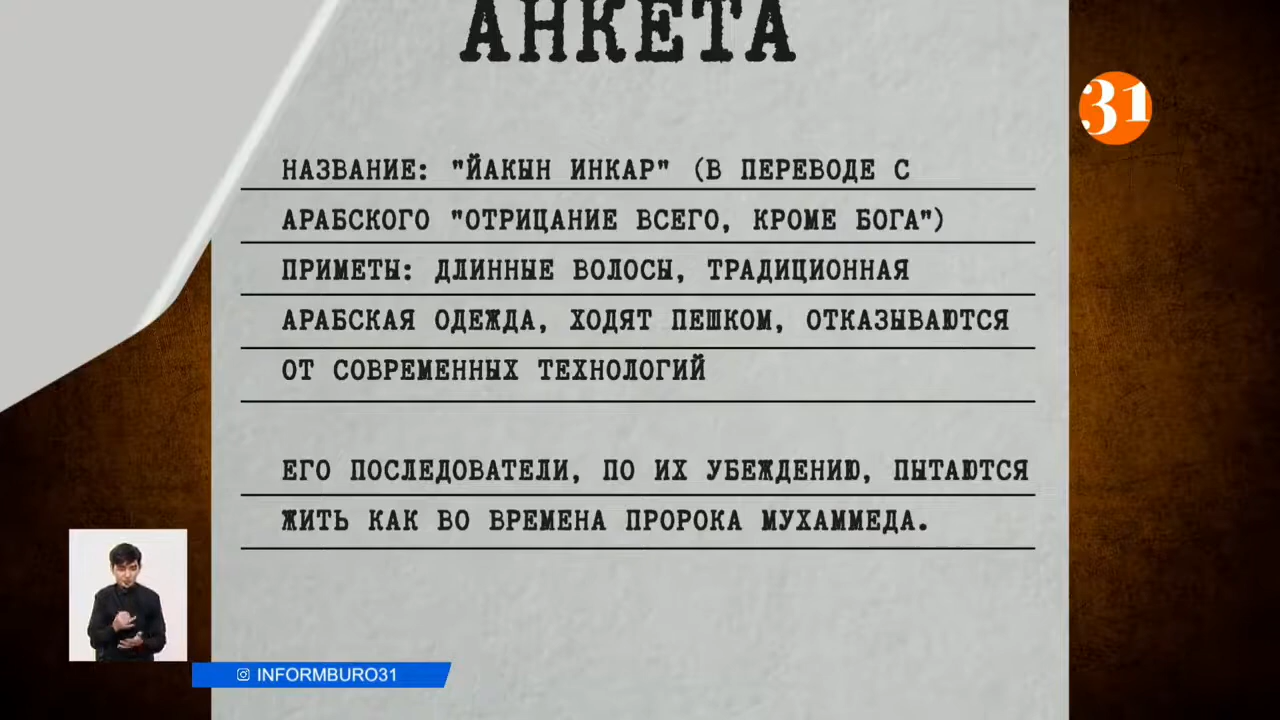 АНКЕТА
31
НАЗВАНИЕ: "ЙАКЫН ИНКАР" (В ПЕРЕВОДЕ С
АРАБСКОГО "ОТРИЦАНИЕ ВСЕГО, КРОМЕ БОГА")
ПРИМЕТЫ: ДЛИННЫЕ ВОЛОСЫ, ТРАДИЦИОННАЯ
АРАБСКАЯ ОДЕЖДА, ХОДЯТ ПЕШКОМ, ОТКАЗЫВАЮТСЯ
ОТ СОВРЕМЕННЫХ ТЕХНОЛОГИЙ
ЕГО ПОСЛЕДОВАТЕЛИ, ПО ИХ УБЕЖДЕНИЮ, ПЫТАЮТСЯ
ЖИТЬ КАК ВО ВРЕМЕНА ПРОРОКА МУХАММЕДА.
INFORMBURO31